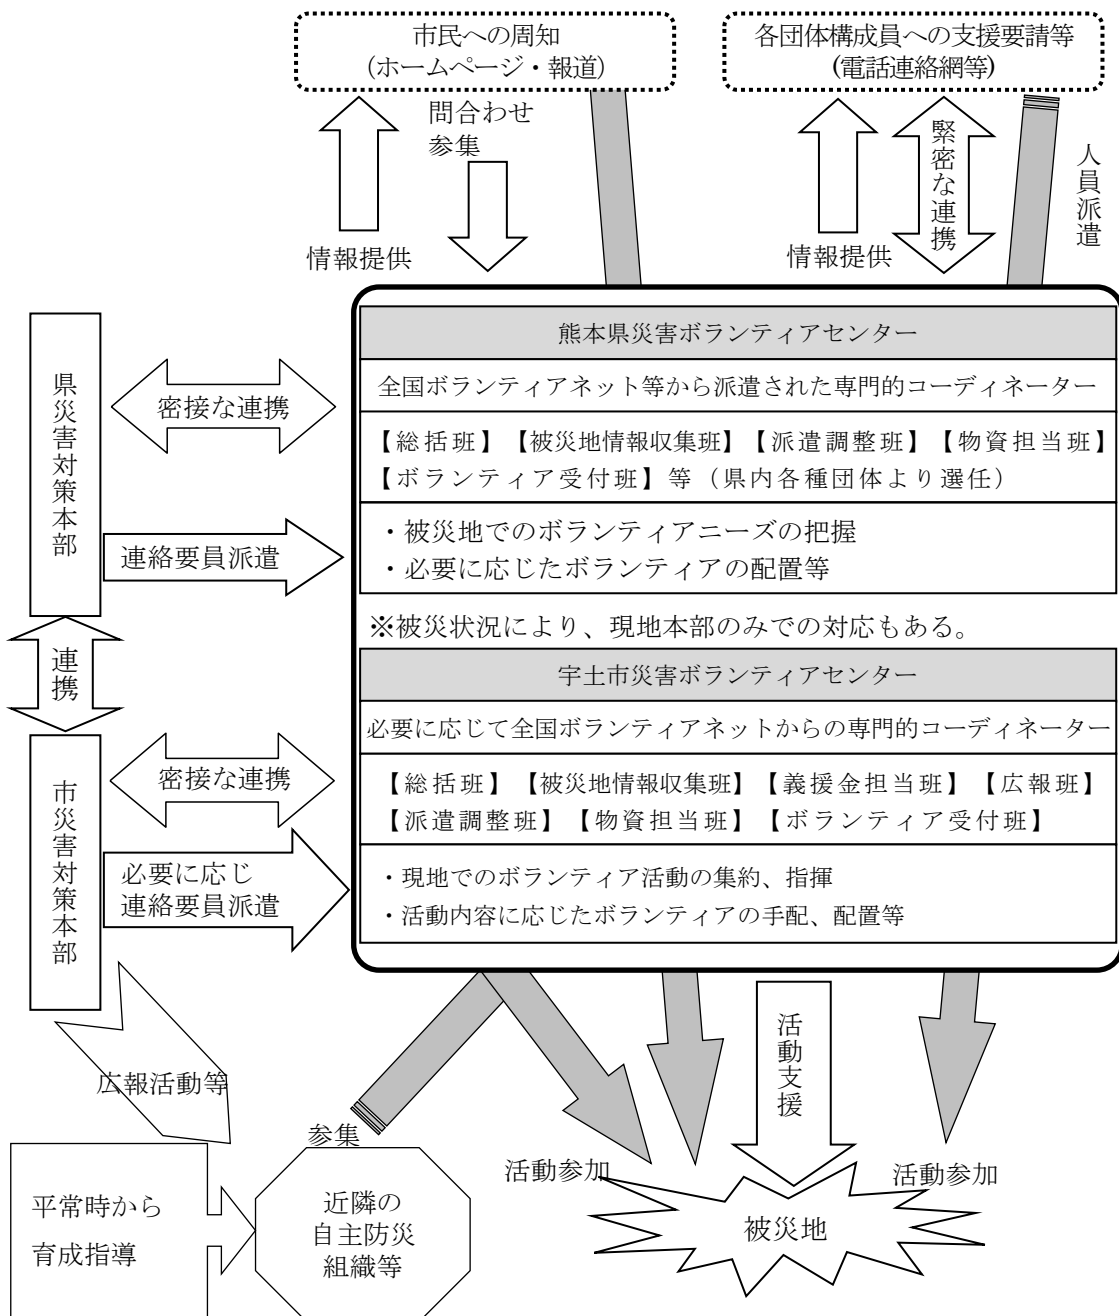 市民への周知
（ホームページ・報道）
各団体構成員への支援要請等
(電話連絡網等)
問合わせ
参集
情報提供
情報提供
緊密な連携
人員派遣
県災害対策本部
密接な連携
連絡要員派遣
熊本県災害ボランティアセンター
全国ボランティアネット等から派遣された専門的コーディネーター
【総括班】【被災地情報収集班】【派遣調整班】【物資担当班】
【ボランティア受付班】等（県内各種団体より選任）
・被災地でのボランティアニーズの把握
・必要に応じたボランティアの配置等
※被災状況により、現地本部のみでの対応もある。
連携
市災害対策本部
密接な連携
必要に応じ
連絡要員派遣
宇土市災害ボランティアセンター
必要に応じて全国ボランティアネットからの専門的コーディネーター
【総括班】【被災地情報収集班】【義援金担当班】【広報班】
【派遣調整班】【物資担当班】【ボランティア受付班】
・現地でのボランティア活動の集約、指揮
・活動内容に応じたボランティアの手配、配置等
広報活動等
参集
活動支援
活動参加
活動参加
平常時から
育成指導
近隣の
自主防災
組織等
被災地